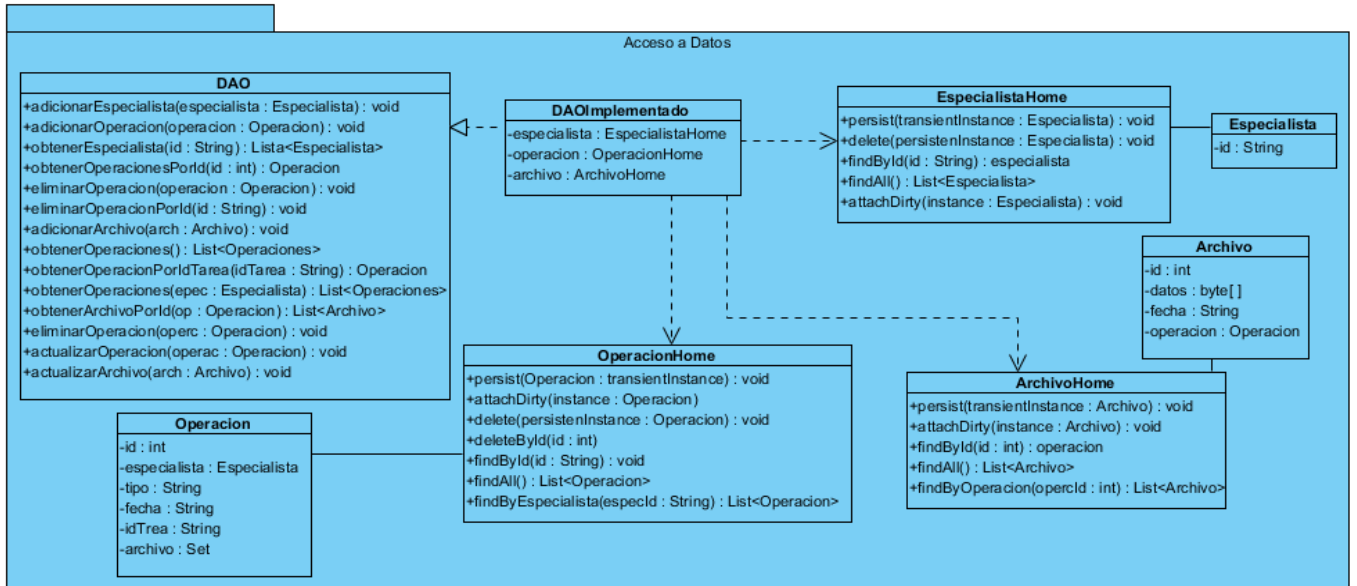 Acceso a Datos
DAO
+adicionarEspecialista(especialista : Especialista) : void
+adicionarOperacion(operacion : Operacion) : void
+obtenerEspecialista(id : String) : Lista<Especialista>
+obtenerOperacionesPorId(id : int) : Operacion
+eliminarOperacion(operacion : Operacion) : void
+eliminarOperacionPorId(id : String) : void
+adicionarArchivo(arch : Archivo) : void
+obtenerOperaciones() : List<Operaciones>
+obtenerOperacionPorIdTarea(idTarea : String) : Operacion
+obtenerOperaciones(epec : Especialista) : List<Operaciones>
+obtenerArchivoPorId(op : Operacion) : List<Archivo>
+eliminarOperacion(operc : Operacion) : void
+actualizarOperacion(operac : Operacion) : void
+actualizarArchivo(arch : Archivo) : void
DAOImplementado
-especialista : EspecialistaHome
-operacion : OperacionHome
-archivo : ArchivoHome
EspecialistaHome
+persist(transientInstance : Especialista) : void
+delete(persistenInstance : Especialista) : void
+findById(id : String) : especialista
+findAll() : List<Especialista>
+attachDirty(instance : Especialista) : void
Especialista
-id : String
Archivo
-id : int
-datos : byte[ ]
-fecha : String
-operacion : Operacion
OperacionHome
+persist(Operacion : transientInstance) : void
+attachDirty(instance : Operacion)
+delete(persistenInstance : Operacion) : void
+deleteById(id : int)
+findById(id : String) : void
+findAll() : List<Operacion>
+findByEspecialista(especId : String) : List<Operacion>
ArchivoHome
+persist(transientInstance : Archivo) : void
+attachDirty(instance : Archivo) : void
+findById(id : int) : operacion
+findAll() : List<Archivo>
+findByOperacion(opercId : int) : List<Archivo>
Operacion
-id : int
-especialista : Especialista
-tipo : String
-fecha : String
-idTrea : String
-archivo : Set